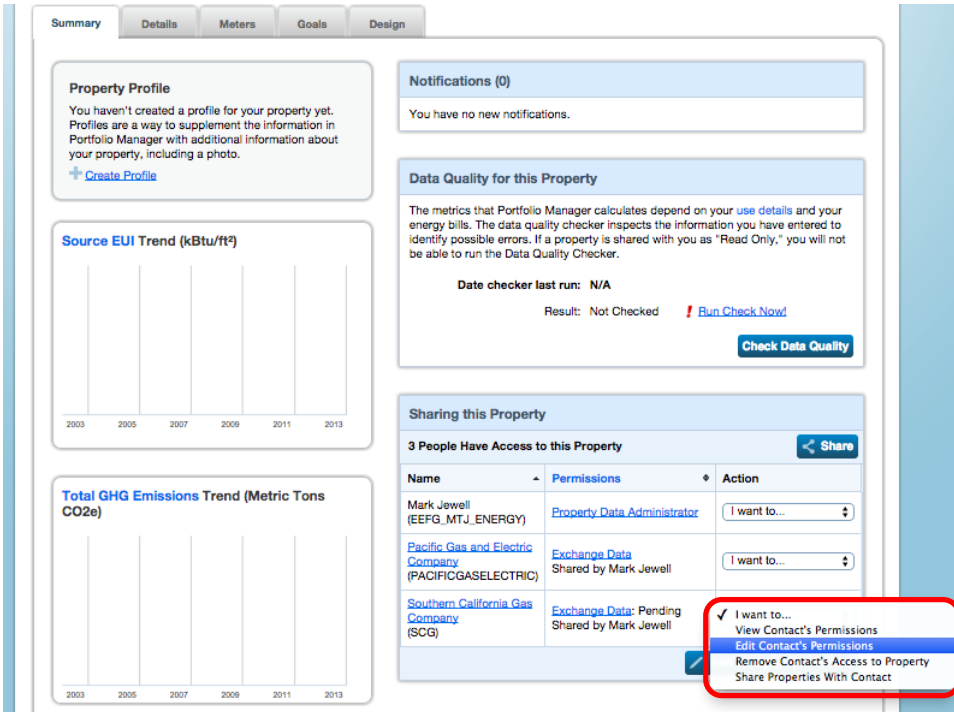 Summary
Details
Meters
Goals
Design
Property Profile
You haven't created a profile for your property yet.
Profiles are a way to supplement the information in
Portfolio Manager with additional information about
your property, including a photo.
Create Profile
Source EUI Trend (kBtu/ft²)
2003 2005 2007 2009 2011 2013
Total GHG Emissions Trend (Metric Tons
CO2e)
2003 2005 2007 2009 2011 2013
Notifications (0)
You have no new notifications.
Data Quality for this Property
The metrics that Portfolio Manager calculates depend on your use details and your
energy bills. The data quality checker inspects the information you have entered to
identify possible errors. If a property is shared with you as "Read Only," you will not
be able to run the Data Quality Checker.
Date checker last run: N/A
Result: Not Checked ! Run Check Now!
Check Data Quality
Sharing this Property
3 People Have Access to this Property
Share
Name Permissions Action
Mark Jewell
(EEFG_MTJ_ENERGY)
Property Data Administrator
I want to...
Pacific Gas and Electric
Company
(PACIFICGASELECTRIC)
Exchange Data
Shared by Mark Jewell
I want to...
Southern California Gas
Company
(SCG)
Exchange Data: Pending
Shared by Mark Jewell
✓ I want to...
View Contact's Permissions
Edit Contact's Permissions
Remove Contact's Access to Property
Share Properties With Contact